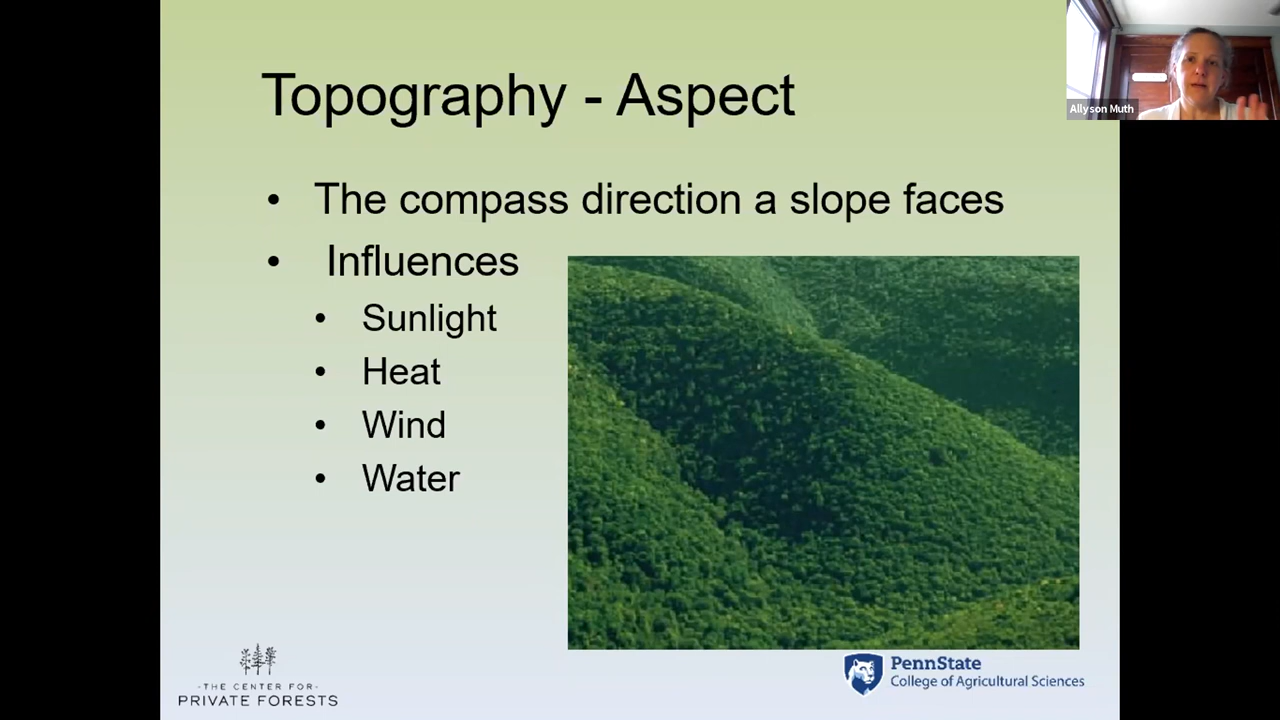 Topography - Aspect
Allyson Muth
• The compass direction a slope faces
• Influences
• Sunlight
• Heat
• Wind
• Water
-THE CENTER FOR-
PRIVATE FORESTS
PennState
College of Agricultural Sciences